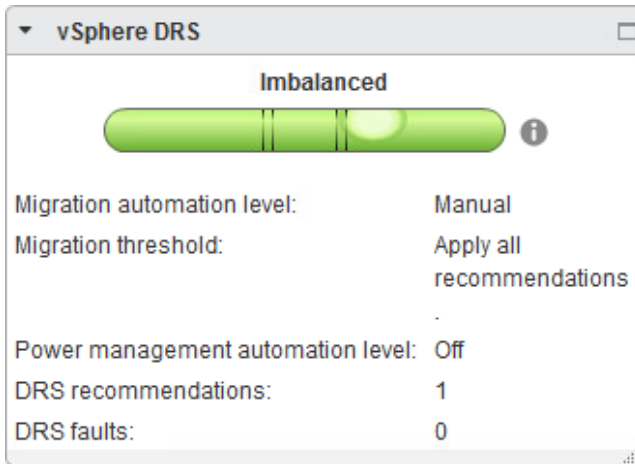 vSphere DRS
Imbalanced
Migration automation level: Manual
Migration threshold: Apply all
recommendations
.
Power management automation level: Off
DRS recommendations: 1
DRS faults: 0